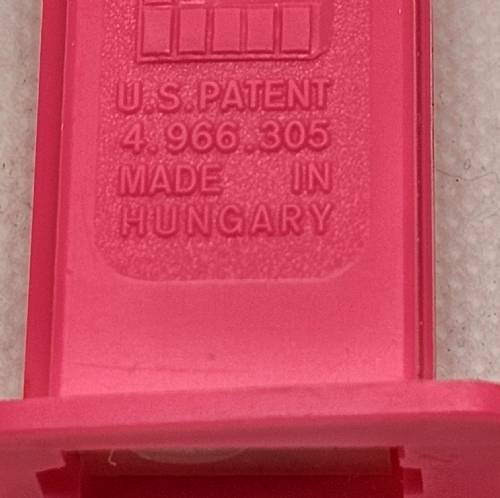 U.S.PATENT
4.966.305
MADE IN
HUNGARY